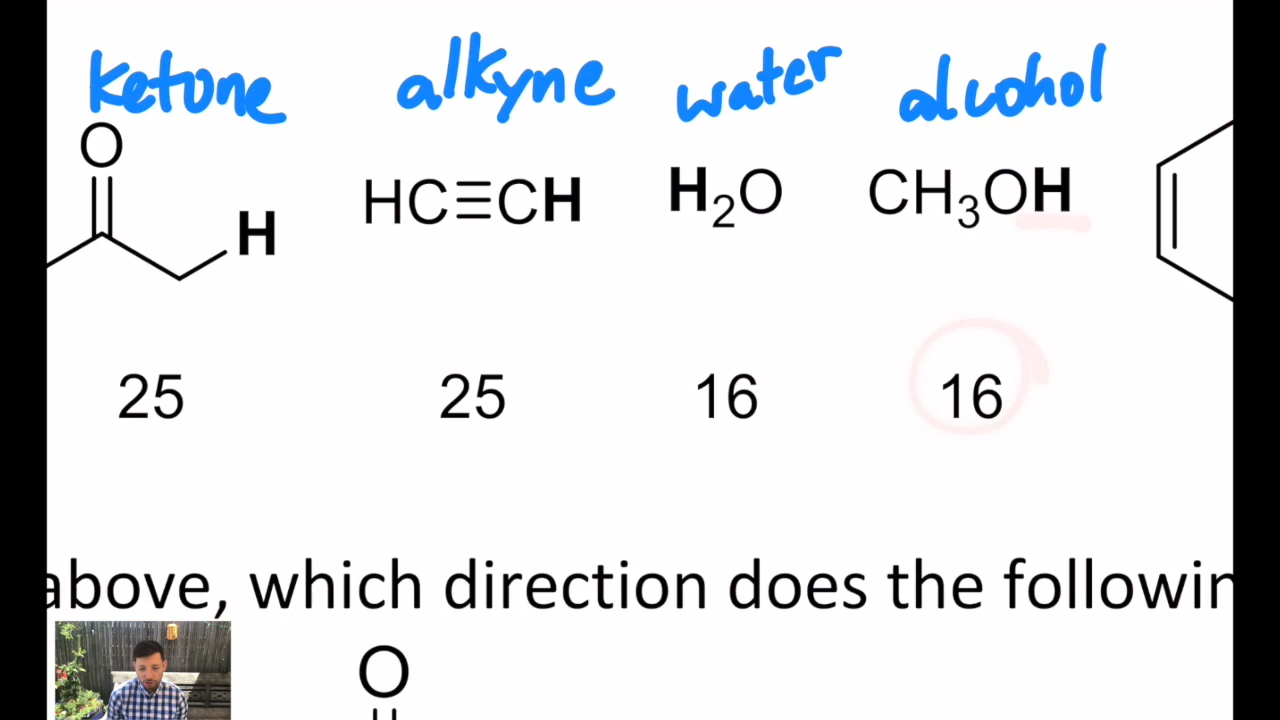 ketone alkyne water alcohol
O
H HC≡CH H₂O CH₃OH
25 25 16 16
above, which direction does the followin
O